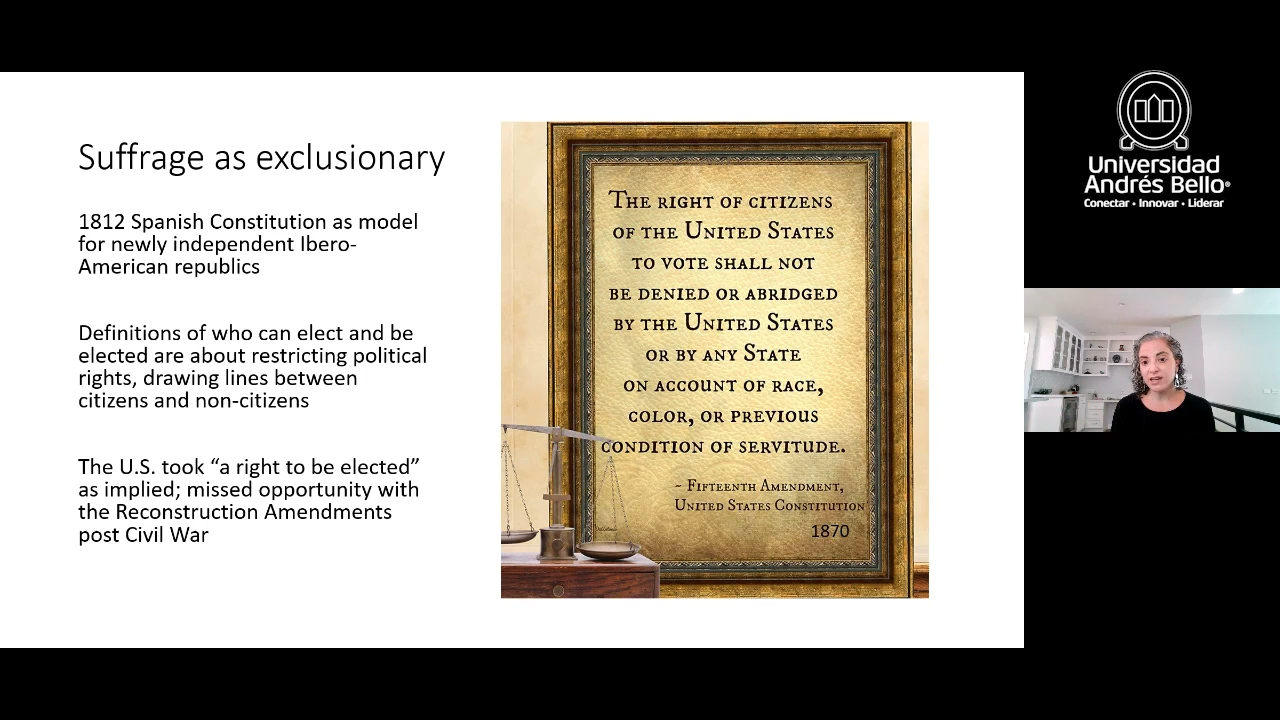 Suffrage as exclusionary
1812 Spanish Constitution as model
for newly independent Ibero-
American republics
Definitions of who can elect and be
elected are about restricting political
rights, drawing lines between
citizens and non-citizens
The U.S. took “a right to be elected”
as implied; missed opportunity with
the Reconstruction Amendments
post Civil War
The right of citizens
of the United States
to vote shall not
be denied or abridged
by the United States
or by any State
on account of race,
color, or previous
condition of servitude.
~ Fifteenth Amendment,
United States Constitution
1870
Universidad
Andrés Bello®
Conectar • Innovar • Liderar